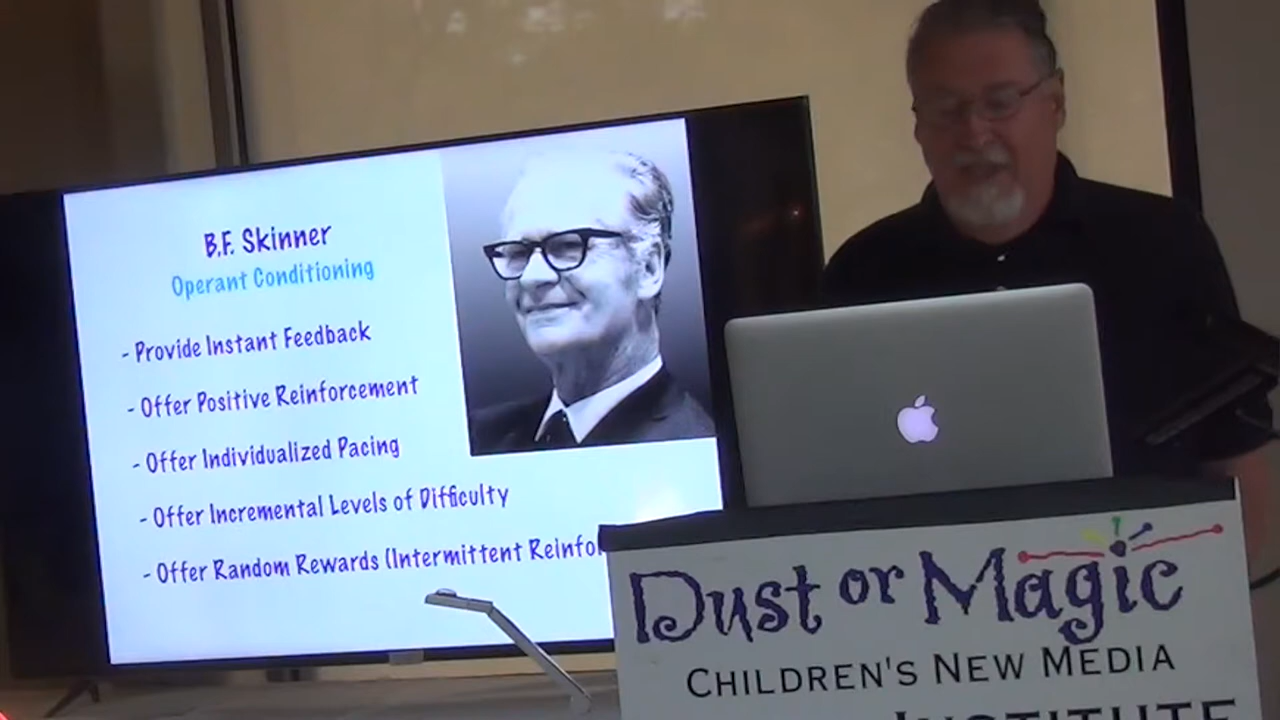 B.F. Skinner
Operant Conditioning
- Provide Instant Feedback
- Offer Positive Reinforcement
- Offer Individualized Pacing
- Offer Incremental Levels of Difficulty
- Offer Random Rewards (Intermittent Reinfo
Dust or Magic
CHILDREN'S NEW MEDIA
INSTITUTE